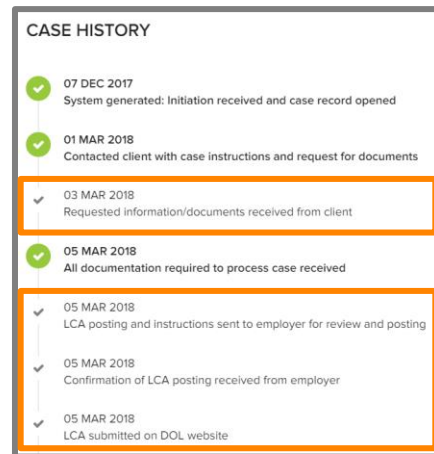 CASE HISTORY
07 DEC 2017
System generated: Initiation received and case record opened
01 MAR 2018
Contacted client with case instructions and request for documents
03 MAR 2018
Requested information/documents received from client
05 MAR 2018
All documentation required to process case received
05 MAR 2018
LCA posting and instructions sent to employer for review and posting
05 MAR 2018
Confirmation of LCA posting received from employer
05 MAR 2018
LCA submitted on DOL website